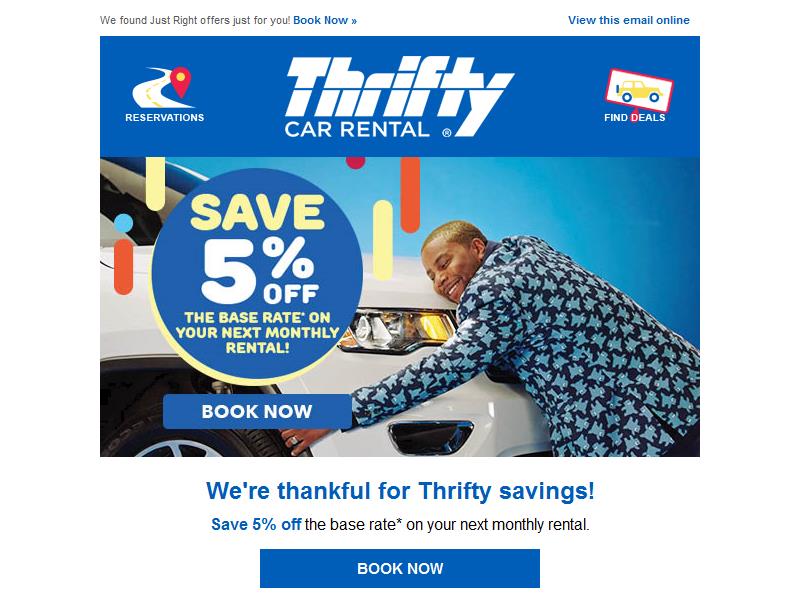 We found Just Right offers just for you! Book Now »
View this email online
RESERVATIONS
Thrifty
CAR RENTAL ®
FIND DEALS
SAVE
5% OFF
THE BASE RATE* ON
YOUR NEXT MONTHLY
RENTAL!
BOOK NOW
We're thankful for Thrifty savings!
Save 5% off the base rate* on your next monthly rental.
BOOK NOW